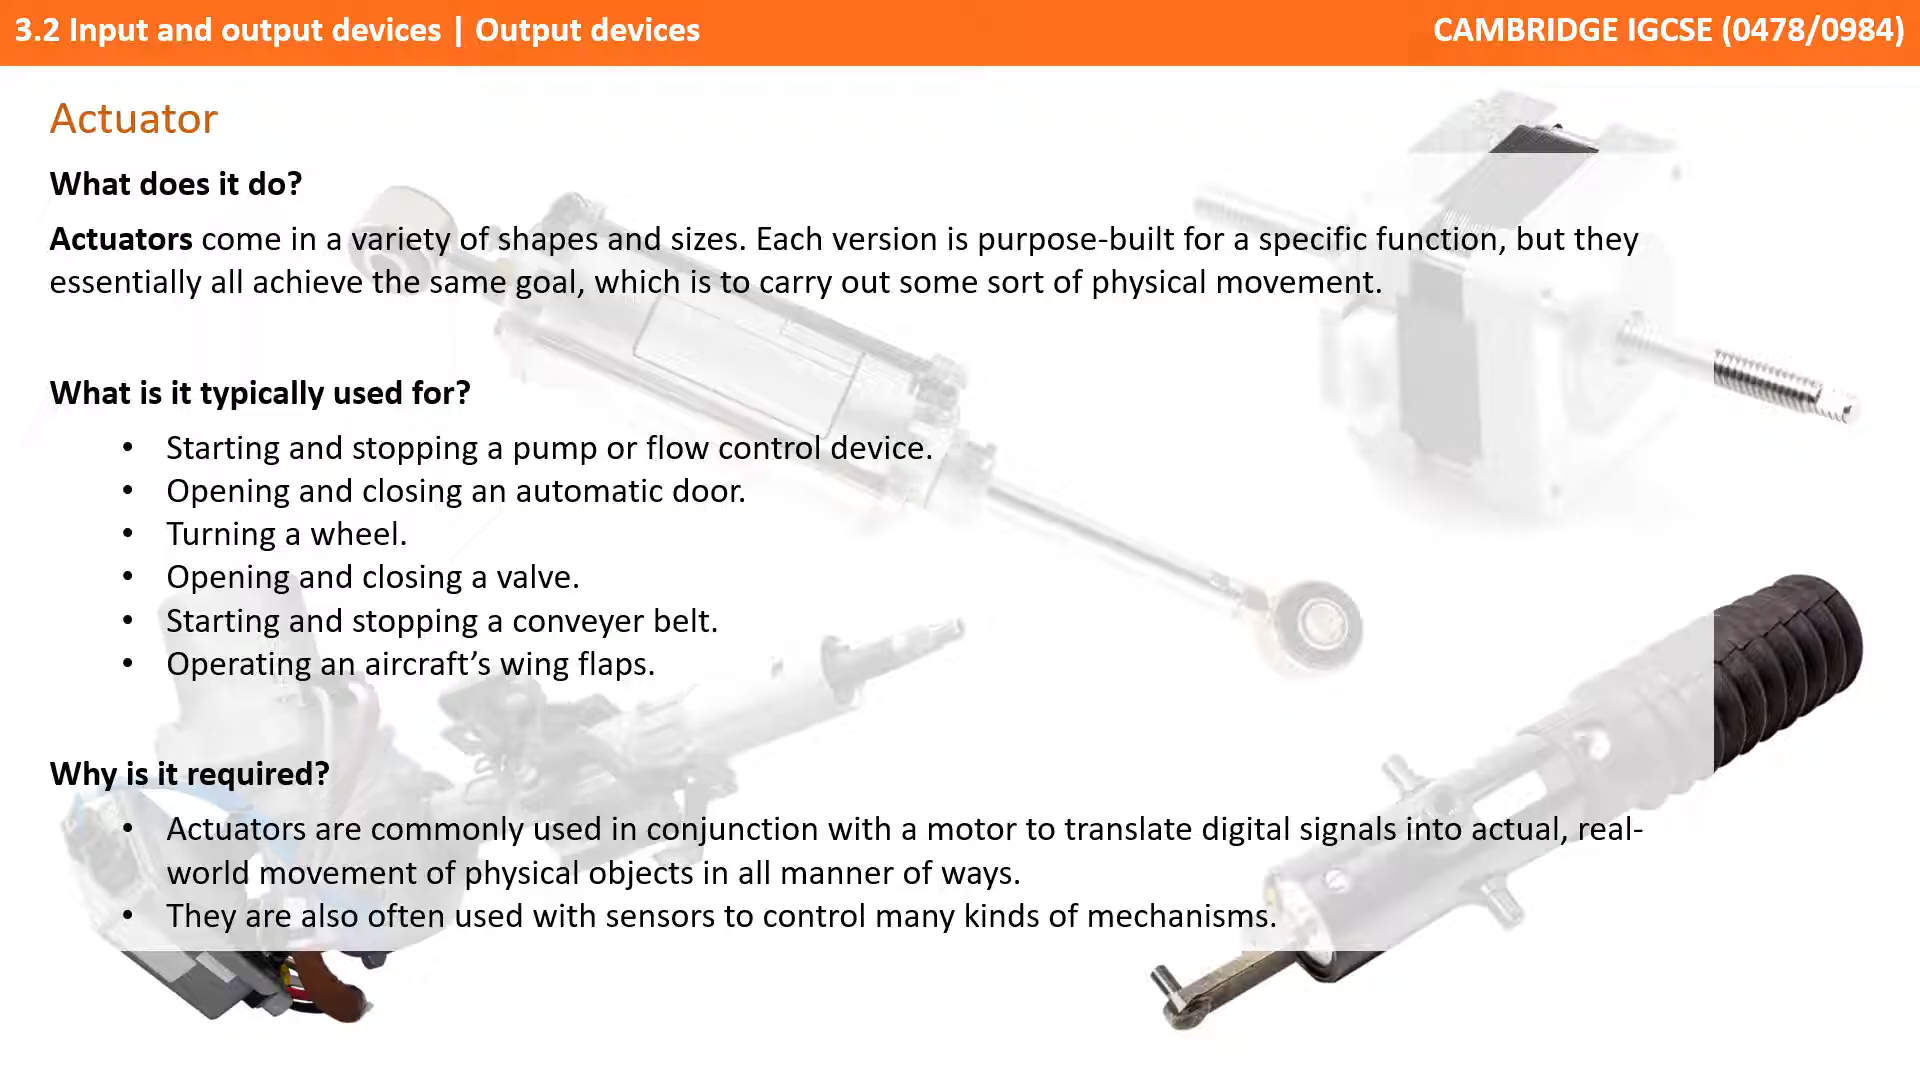 3.2 Input and output devices | Output devices
CAMBRIDGE IGCSE (0478/0984)
Actuator
What does it do?
Actuators come in a variety of shapes and sizes. Each version is purpose-built for a specific function, but they
essentially all achieve the same goal, which is to carry out some sort of physical movement.
What is it typically used for?
• Starting and stopping a pump or flow control device.
• Opening and closing an automatic door.
• Turning a wheel.
• Opening and closing a valve.
• Starting and stopping a conveyer belt.
• Operating an aircraft’s wing flaps.
Why is it required?
• Actuators are commonly used in conjunction with a motor to translate digital signals into actual, real-
world movement of physical objects in all manner of ways.
• They are also often used with sensors to control many kinds of mechanisms.